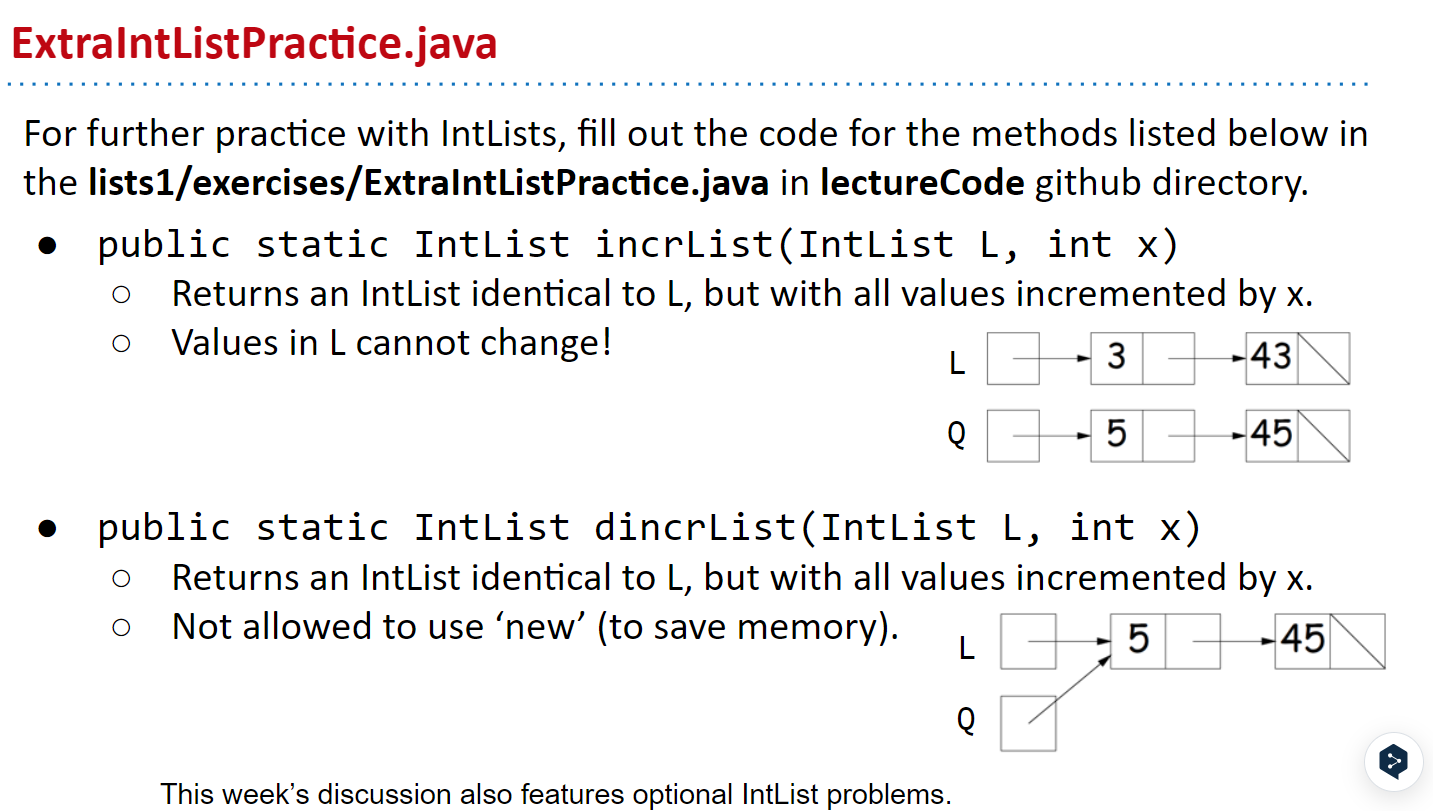 ExtraIntListPractice.java
For further practice with IntLists, fill out the code for the methods listed below in
the lists1/exercises/ExtraIntListPractice.java in lectureCode github directory.
● public static IntList incrList(IntList L, int x)
○ Returns an IntList identical to L, but with all values incremented by x.
○ Values in L cannot change!
L 3 43
Q 5 45
● public static IntList dincrList(IntList L, int x)
○ Returns an IntList identical to L, but with all values incremented by x.
○ Not allowed to use ‘new’ (to save memory).
L 5 45
Q
This week’s discussion also features optional IntList problems.